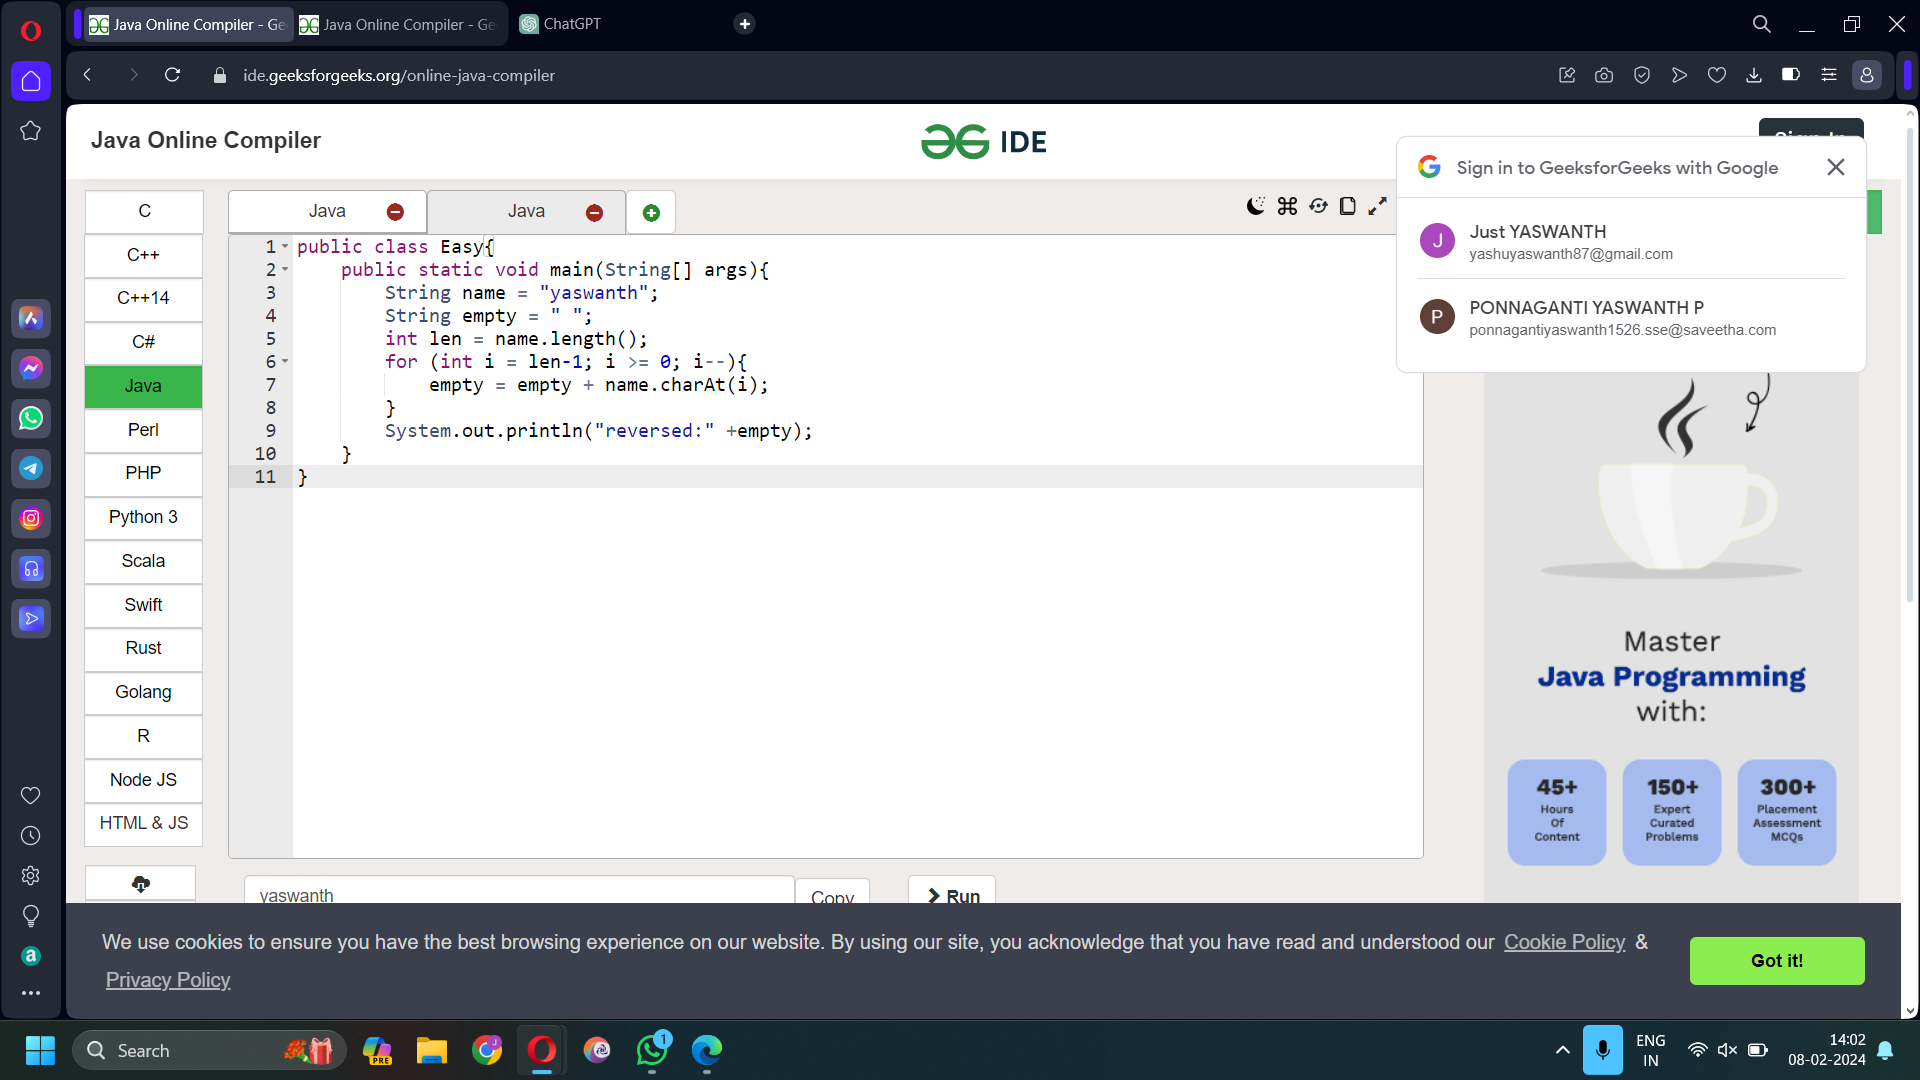 Java Online Compiler - Ge
Java Online Compiler - Ge
ChatGPT
ide.geeksforgeeks.org/online-java-compiler
Java Online Compiler
IDE
Sign in to GeeksforGeeks with Google
Just YASWANTH
yashuyaswanth87@gmail.com
PONNAGANTI YASWANTH P
ponnagantiyaswanth1526.sse@saveetha.com
J
P
C
C++
C++14
C#
Java
Perl
PHP
Python 3
Scala
Swift
Rust
Golang
R
Node JS
HTML & JS
Java
Java
1 public class Easy{
2 public static void main(String[] args){
3 String name = "yaswanth";
4 String empty = " ";
5 int len = name.length();
6 for (int i = len-1; i >= 0; i--){
7 empty = empty + name.charAt(i);
8 }
9 System.out.println("reversed:" +empty);
10 }
11 }
Master
Java Programming
with:
45+
Hours
Of
Content
150+
Expert
Curated
Problems
300+
Placement
Assessment
MCQs
yaswanth
Copy
Run
We use cookies to ensure you have the best browsing experience on our website. By using our site, you acknowledge that you have read and understood our Cookie Policy &
Privacy Policy
Got it!
Search
PRE
1
ENG
IN
14:02
08-02-2024